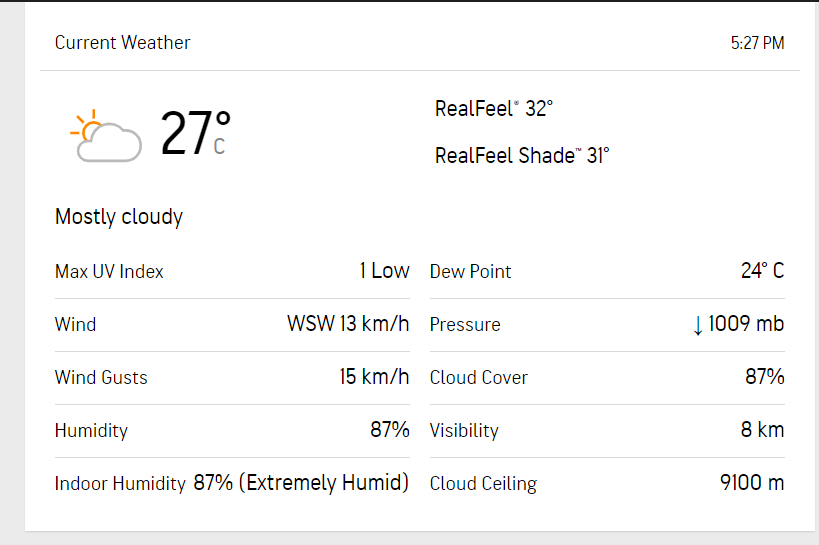 Current Weather 5:27 PM
27°C RealFeel® 32°
RealFeel Shade™ 31°
Mostly cloudy
Max UV Index 1 Low Dew Point 24° C
Wind WSW 13 km/h Pressure ↓ 1009 mb
Wind Gusts 15 km/h Cloud Cover 87%
Humidity 87% Visibility 8 km
Indoor Humidity 87% (Extremely Humid) Cloud Ceiling 9100 m